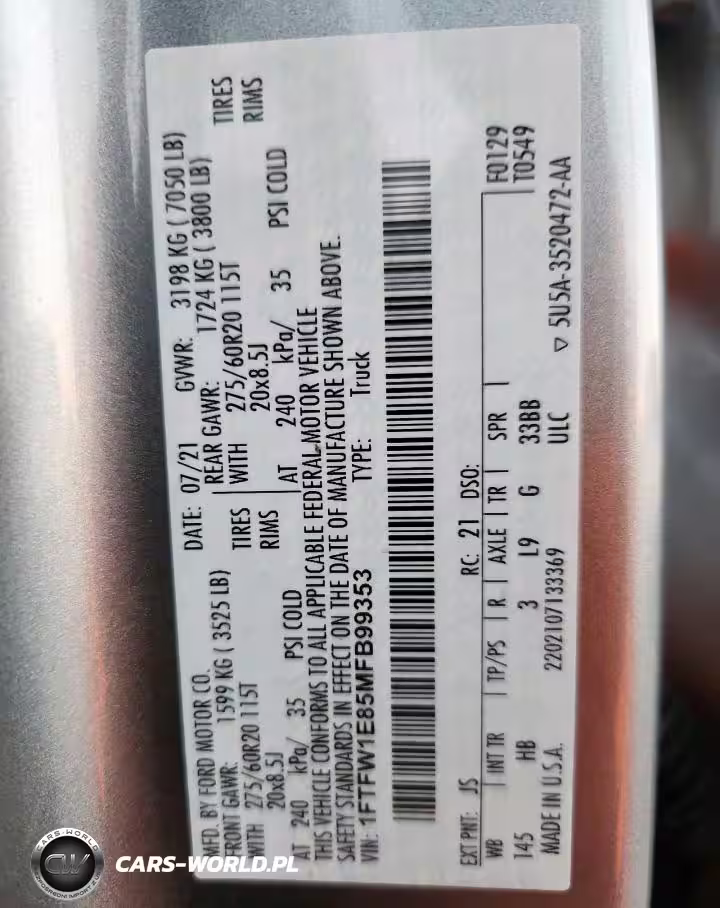 MFD. BY FORD MOTOR CO.
DATE: 07/21 GVWR: 3198 KG ( 7050 LB)
FRONT GAWR: 1599 KG ( 3525 LB)
REAR GAWR: 1724 KG ( 3800 LB)
WITH 275/60R20 115T TIRES
WITH 275/60R20 115T TIRES
20x8.5J RIMS
20x8.5J RIMS
AT 240 kPa/ 35 PSI COLD
AT 240 kPa/ 35 PSI COLD
THIS VEHICLE CONFORMS TO ALL APPLICABLE FEDERAL MOTOR VEHICLE
SAFETY STANDARDS IN EFFECT ON THE DATE OF MANUFACTURE SHOWN ABOVE.
VIN: 1FTFW1E85MFB99353 TYPE: Truck
EXT PNT: JS RC: 21 DSO: F0129
T0549
WB INT TR TP/PS R AXLE TR SPR
145 HB 3 L9 G 33BB
MADE IN U.S.A. 2202107133369 ULC
▽ 5U5A-3520472-AA
CARS-WORLD
CW
CARS-WORLD.PL